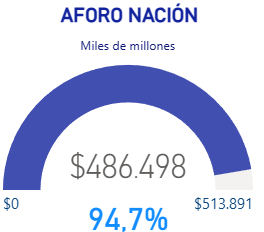 AFORO NACIÓN
Miles de millones
$486.498
$0 $513.891
94,7%